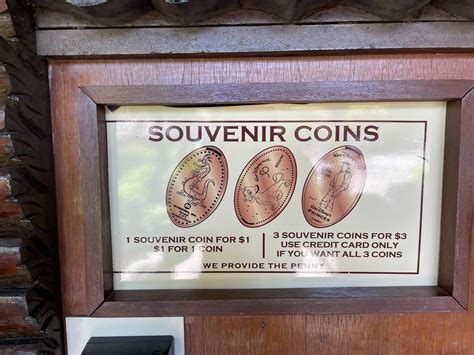 SOUVENIR COINS
1 SOUVENIR COIN FOR $1
$1 FOR 1 COIN
3 SOUVENIR COINS FOR $3
USE CREDIT CARD ONLY
IF YOU WANT ALL 3 COINS
WE PROVIDE THE PENNY